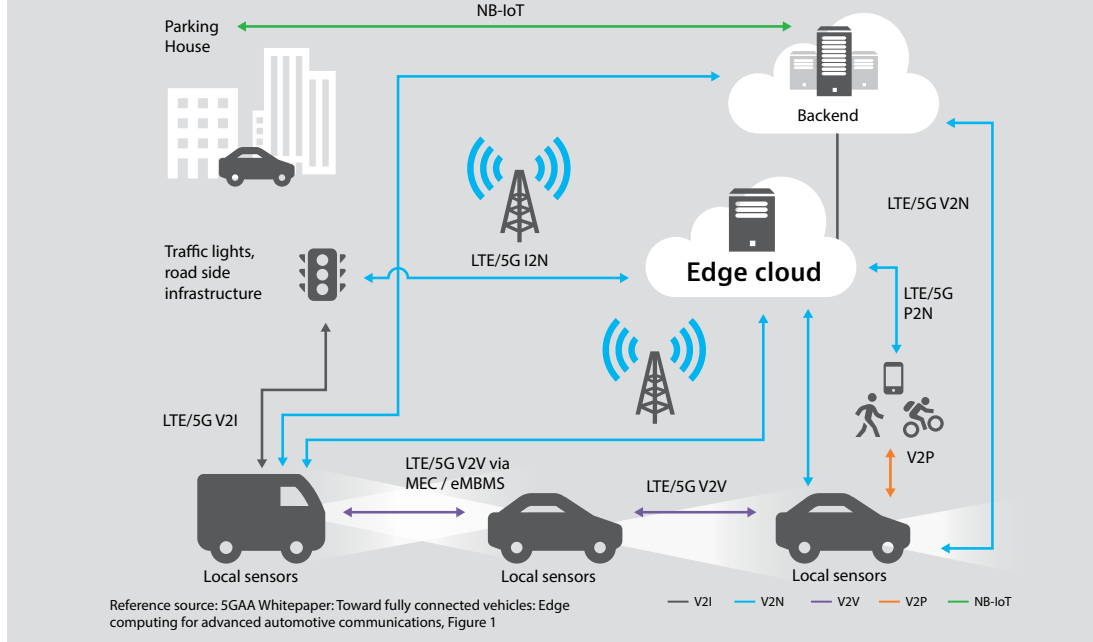 NB-IoT
Parking
House
Backend
LTE/5G V2N
Traffic lights,
road side
infrastructure
LTE/5G I2N
Edge cloud
LTE/5G
P2N
LTE/5G V2I
V2P
LTE/5G V2V via
MEC / eMBMS
LTE/5G V2V
Local sensors
Local sensors
Local sensors
Reference source: 5GAA Whitepaper: Toward fully connected vehicles: Edge
computing for advanced automotive communications, Figure 1
V2I V2N V2V V2P NB-IoT